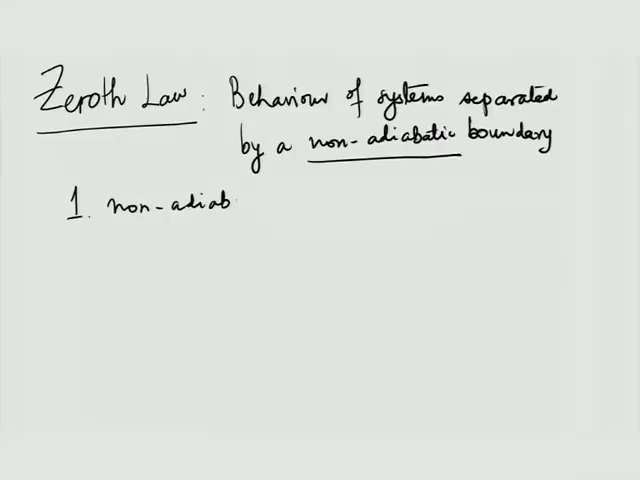 Zeroth Law : Behaviour of systems separated
by a non-adiabatic boundary
1. non-adiab